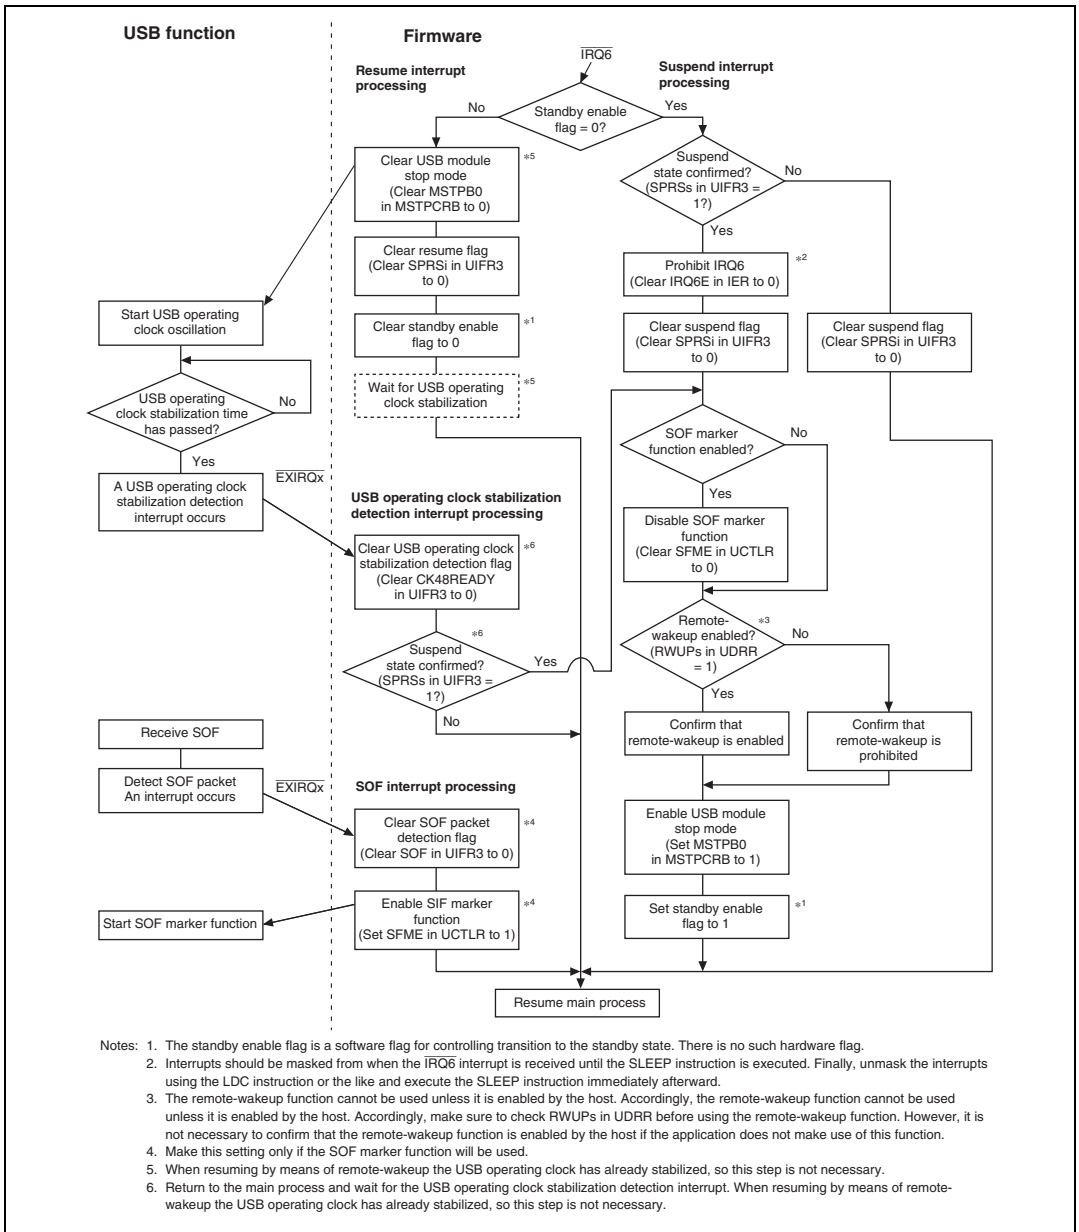 USB function
Firmware
IRQ6
Resume interrupt
processing
Suspend interrupt
processing
No
Standby enable
flag = 0?
Yes
Clear USB module
stop mode
(Clear MSTPB0
in MSTPCRB to 0)
*5
Suspend
state confirmed?
(SPRSs in UIFR3 =
1?)
No
Yes
Clear resume flag
(Clear SPRSi in UIFR3
to 0)
Prohibit IRQ6
(Clear IRQ6E in IER to 0)
*2
Start USB operating
clock oscillation
Clear standby enable
flag to 0
*1
Clear suspend flag
(Clear SPRSi in UIFR3
to 0)
Clear suspend flag
(Clear SPRSi in UIFR3
to 0)
Wait for USB operating
clock stabilization
*5
USB operating
clock stabilization time
has passed?
No
Yes
SOF marker
function enabled?
No
Yes
A USB operating clock
stabilization detection
interrupt occurs
EXIRQx
USB operating clock stabilization
detection interrupt processing
Disable SOF marker
function
(Clear SFME in UCTLR
to 0)
Clear USB operating clock
stabilization detection flag
(Clear CK48READY
in UIFR3 to 0)
*6
*6
Suspend
state confirmed?
(SPRSs in UIFR3 =
1?)
Yes
No
Remote-
wakeup enabled?
(RWUPs in UDRR
= 1)
*3
No
Yes
Confirm that
remote-wakeup is enabled
Confirm that
remote-wakeup is
prohibited
Receive SOF
Detect SOF packet
An interrupt occurs
EXIRQx
SOF interrupt processing
Clear SOF packet
detection flag
(Clear SOF in UIFR3 to 0)
*4
Enable USB module
stop mode
(Set MSTPB0
in MSTPCRB to 1)
Start SOF marker function
Enable SIF marker
function
(Set SFME in UCTLR to 1)
*4
Set standby enable
flag to 1
*1
Resume main process
Notes: 1. The standby enable flag is a software flag for controlling transition to the standby state. There is no such hardware flag.
2. Interrupts should be masked from when the IRQ6 interrupt is received until the SLEEP instruction is executed. Finally, unmask the interrupts
using the LDC instruction or the like and execute the SLEEP instruction immediately afterward.
3. The remote-wakeup function cannot be used unless it is enabled by the host. Accordingly, the remote-wakeup function cannot be used
unless it is enabled by the host. Accordingly, make sure to check RWUPs in UDRR before using the remote-wakeup function. However, it is
not necessary to confirm that the remote-wakeup function is enabled by the host if the application does not make use of this function.
4. Make this setting only if the SOF marker function will be used.
5. When resuming by means of remote-wakeup the USB operating clock has already stabilized, so this step is not necessary.
6. Return to the main process and wait for the USB operating clock stabilization detection interrupt. When resuming by means of remote-
wakeup the USB operating clock has already stabilized, so this step is not necessary.